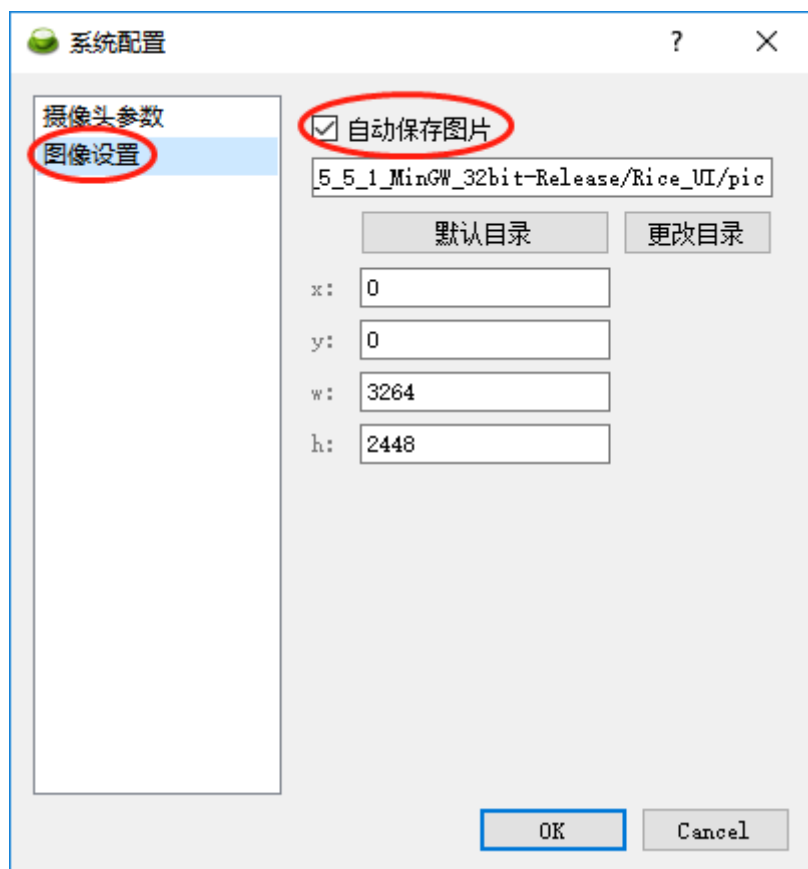 系统配置
摄像头参数
图像设置
自动保存图片
_5_5_1_MinGW_32bit-Release/Rice_UI/pic
默认目录 更改目录
x: 0
y: 0
w: 3264
h: 2448
OK Cancel